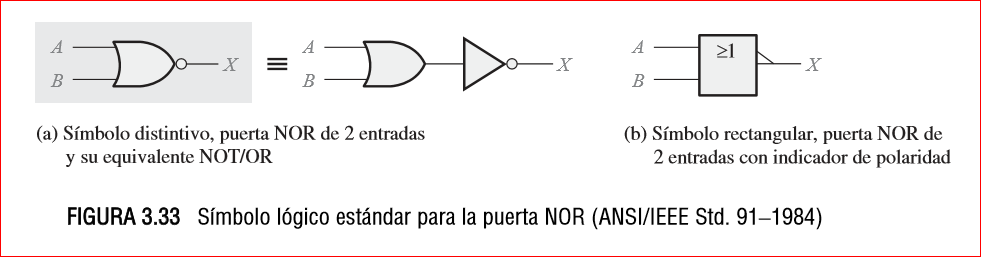 A
B
X
≡
A
B
X
A
B
≥1
X
(a) Símbolo distintivo, puerta NOR de 2 entradas
y su equivalente NOT/OR
(b) Símbolo rectangular, puerta NOR de
2 entradas con indicador de polaridad
FIGURA 3.33 Símbolo lógico estándar para la puerta NOR (ANSI/IEEE Std. 91–1984)